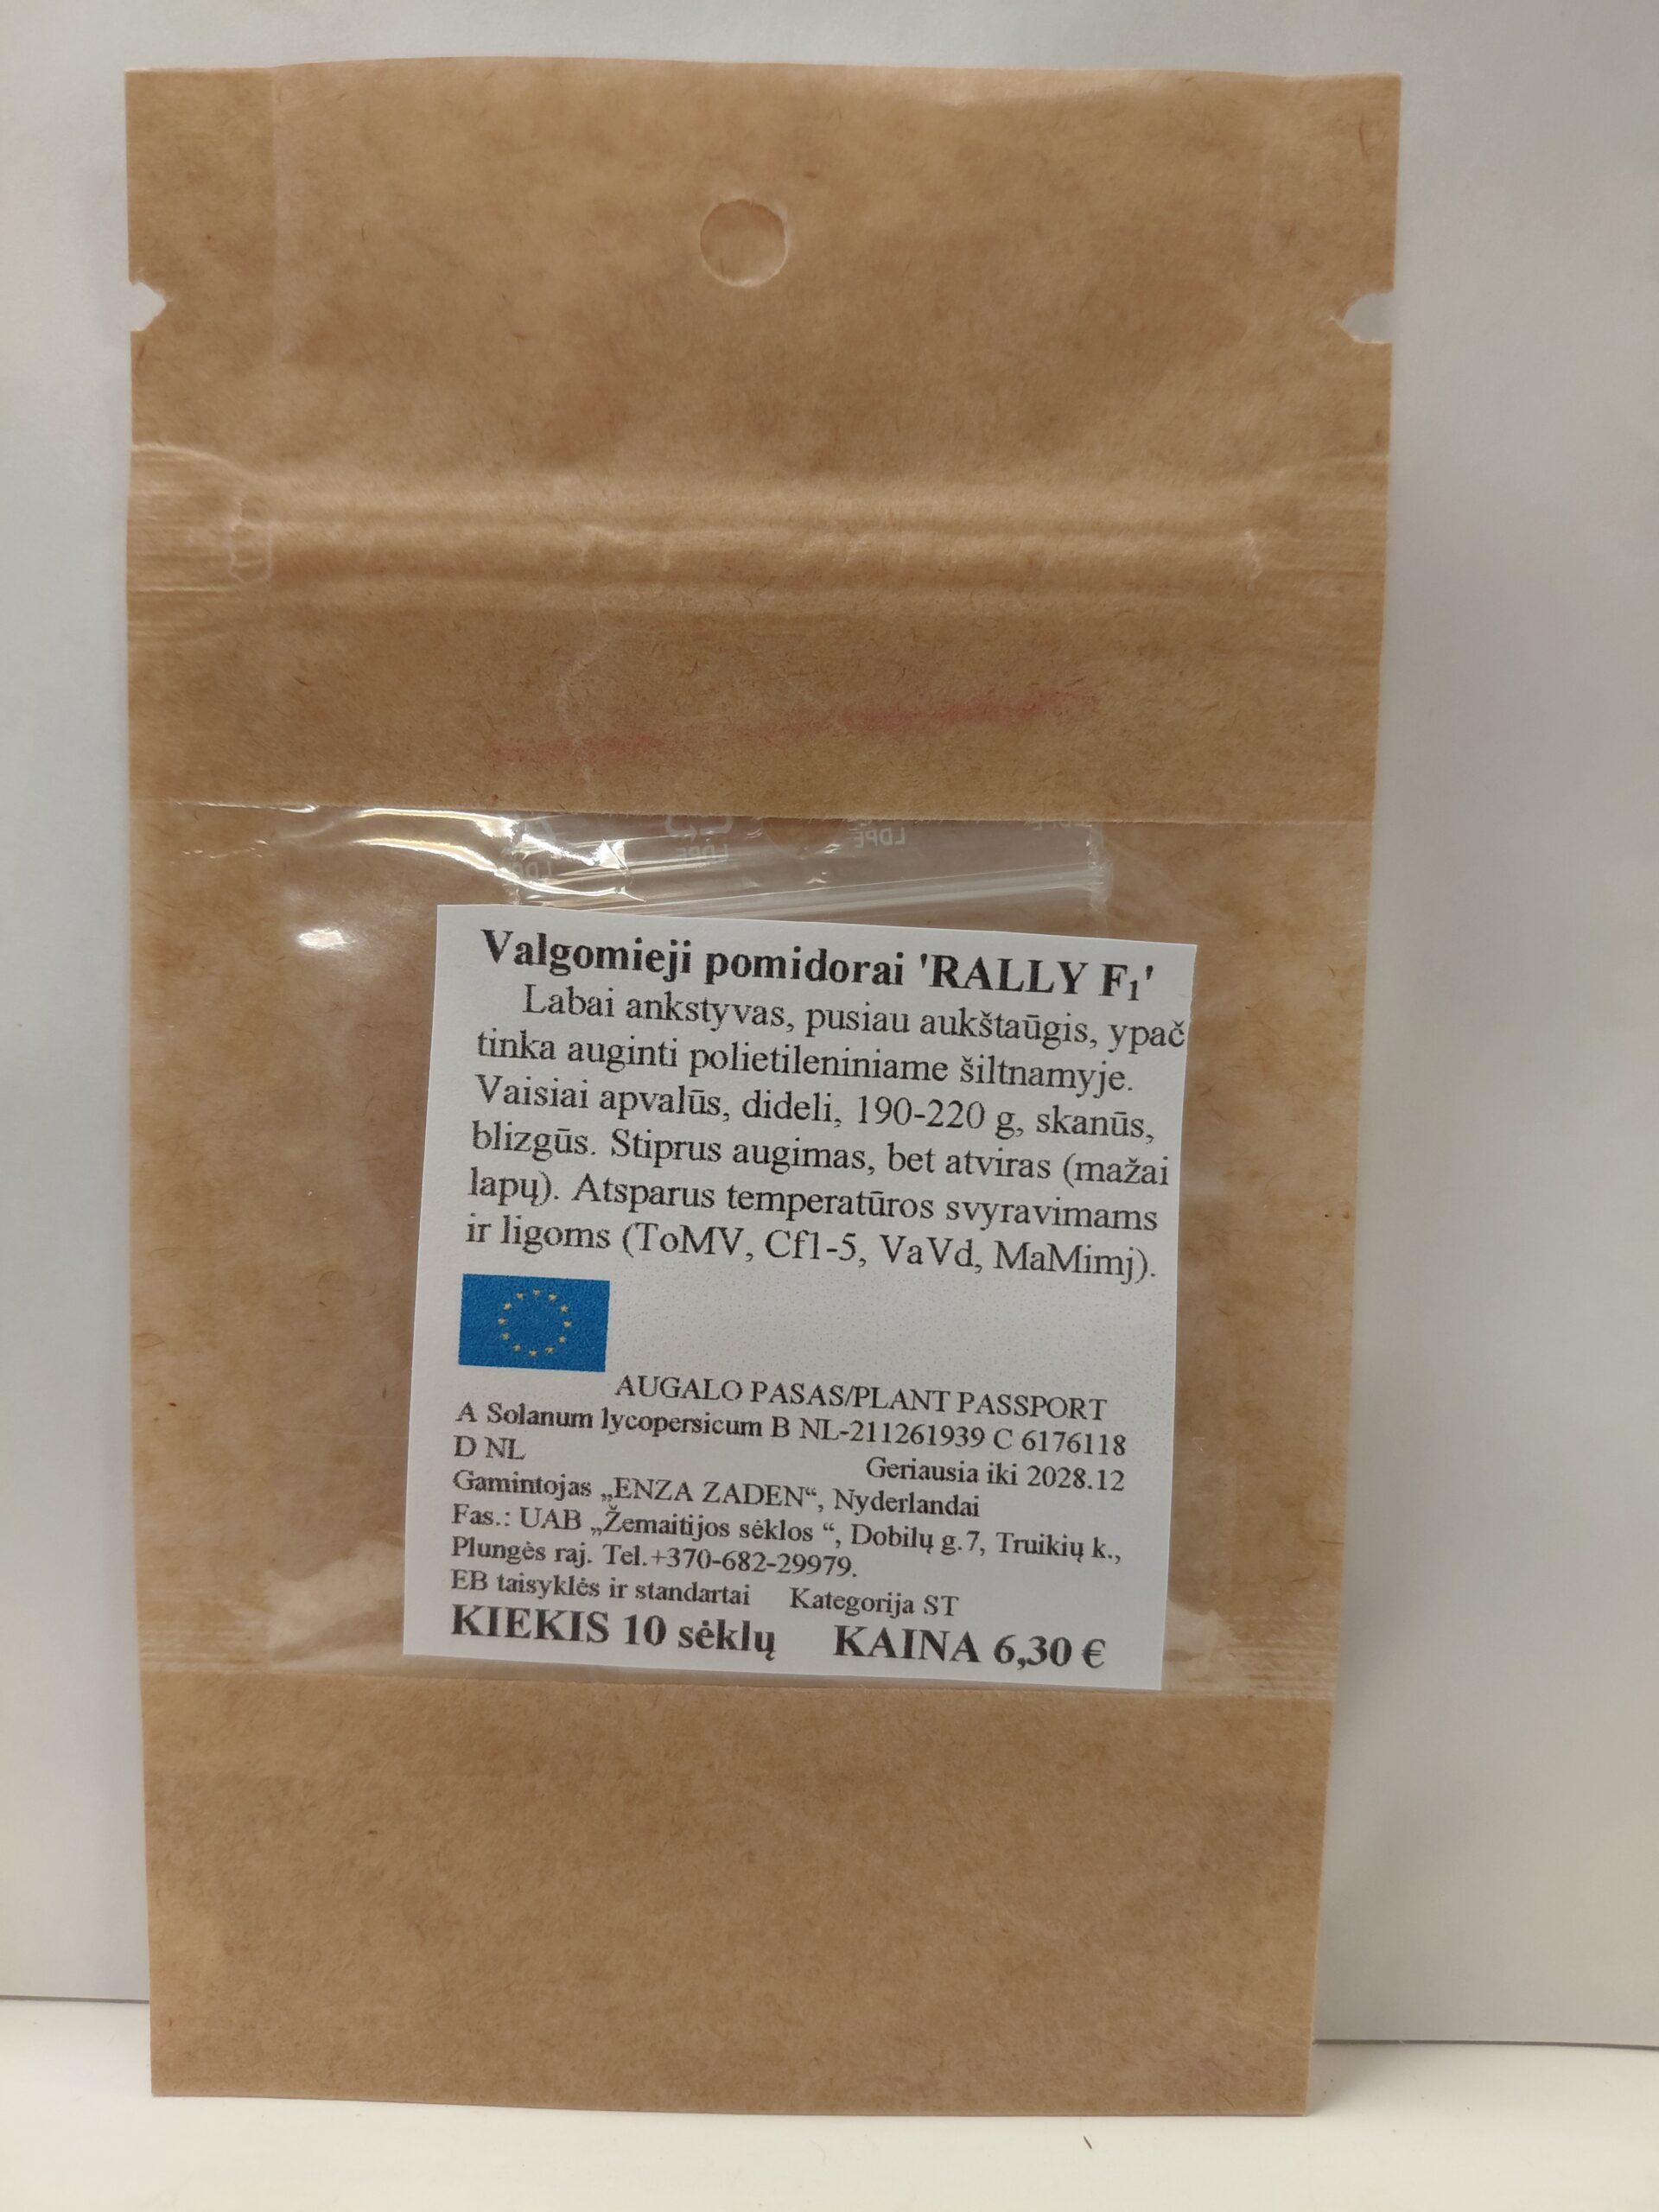 LDPE
LDPE
Valgomieji pomidorai 'RALLY F₁'
Labai ankstyvas, pusiau aukštaūgis, ypač
tinka auginti polietileniniame šiltnamyje.
Vaisiai apvalūs, dideli, 190-220 g, skanūs,
blizgūs. Stiprus augimas, bet atviras (mažai
lapų). Atsparus temperatūros svyravimams
ir ligoms (ToMV, Cf1-5, VaVd, MaMimj).
AUGALO PASAS/PLANT PASSPORT
A Solanum lycopersicum B NL-211261939 C 6176118
D NL Geriausia iki 2028.12
Gamintojas „ENZA ZADEN“, Nyderlandai
Fas.: UAB „Žemaitijos sėklos “, Dobilų g.7, Truikių k.,
Plungės raj. Tel.+370-682-29979.
EB taisyklės ir standartai Kategorija ST
KIEKIS 10 sėklų KAINA 6,30 €